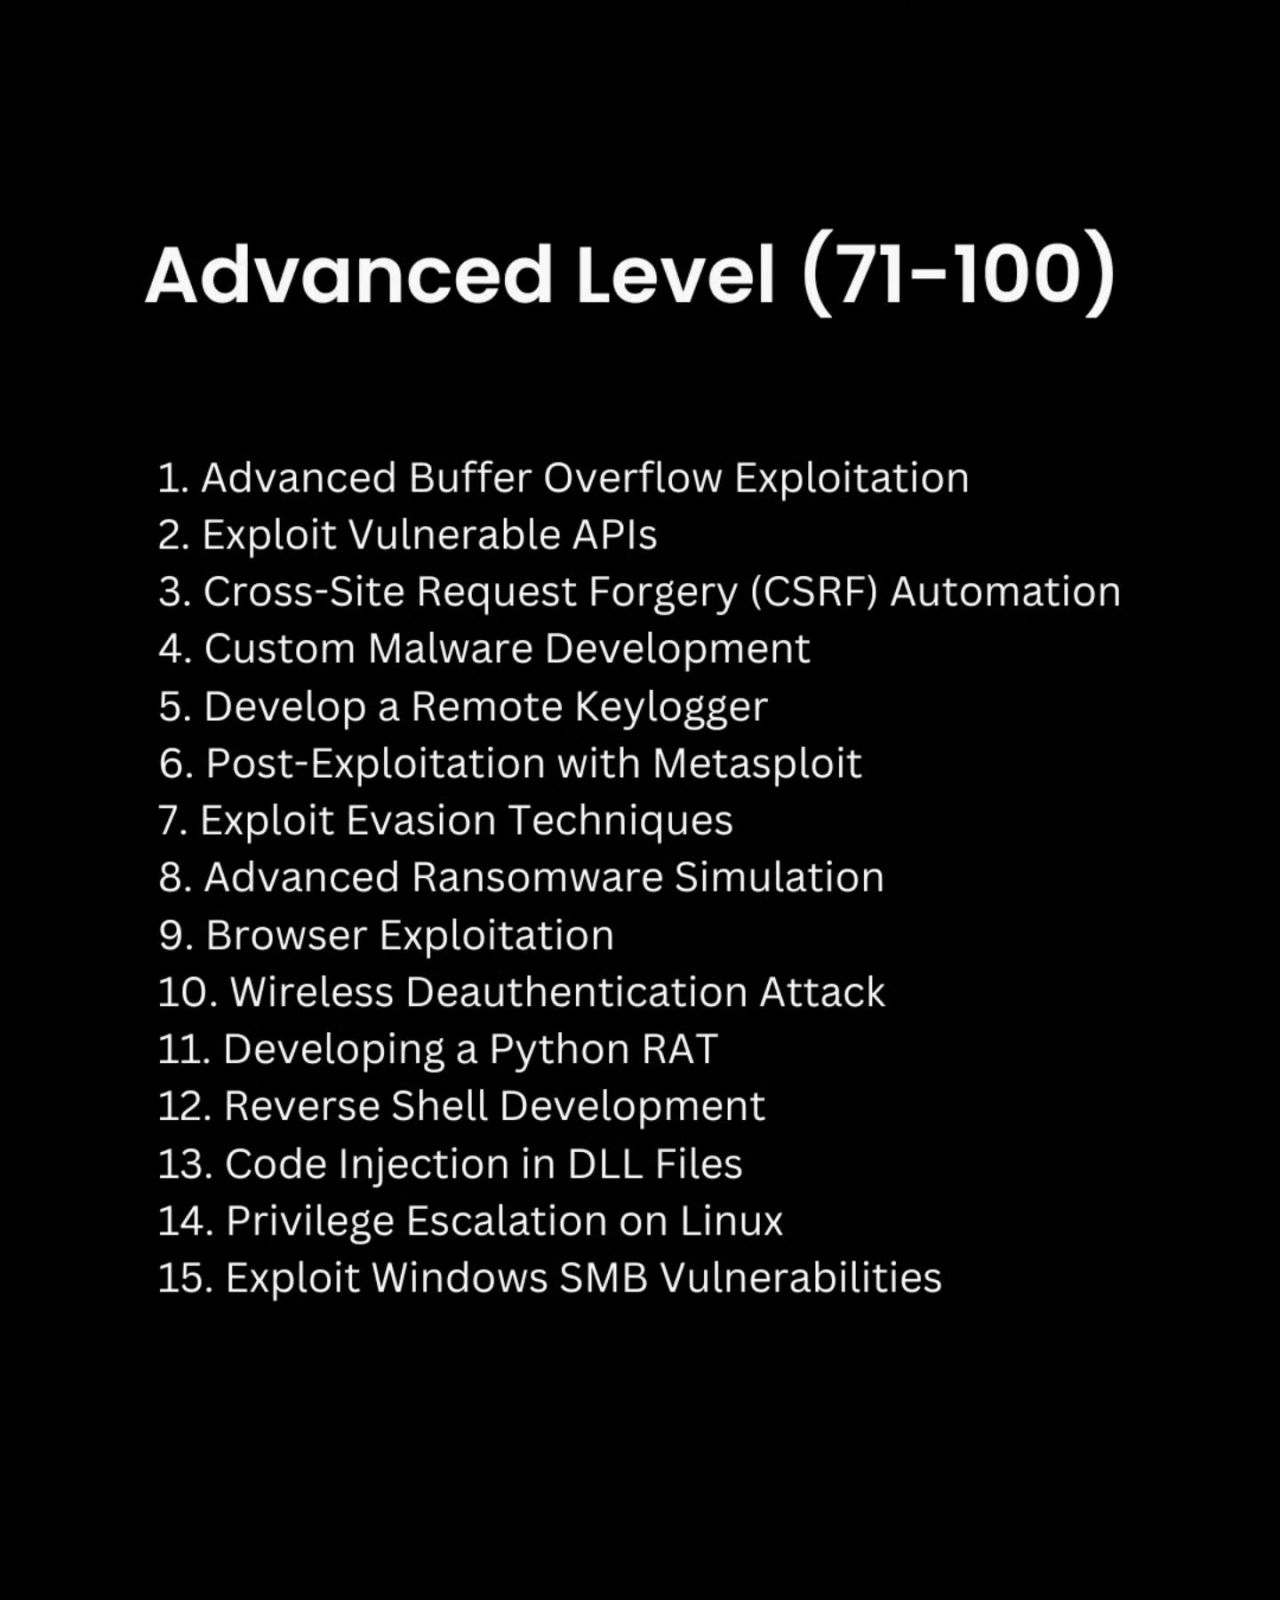 Advanced Level (71-100)
1. Advanced Buffer Overflow Exploitation
2. Exploit Vulnerable APIs
3. Cross-Site Request Forgery (CSRF) Automation
4. Custom Malware Development
5. Develop a Remote Keylogger
6. Post-Exploitation with Metasploit
7. Exploit Evasion Techniques
8. Advanced Ransomware Simulation
9. Browser Exploitation
10. Wireless Deauthentication Attack
11. Developing a Python RAT
12. Reverse Shell Development
13. Code Injection in DLL Files
14. Privilege Escalation on Linux
15. Exploit Windows SMB Vulnerabilities